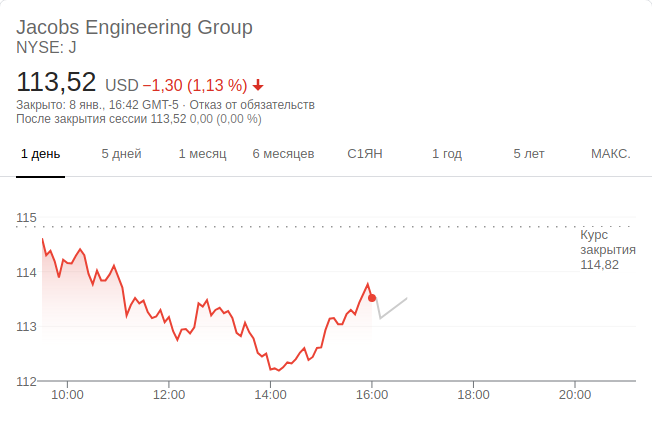 Jacobs Engineering Group
NYSE: J
113,52 USD −1,30 (1,13 %)
Закрыто: 8 янв., 16:42 GMT-5 · Отказ от обязательств
После закрытия сессии 113,52 0,00 (0,00 %)
1 день 5 дней 1 месяц 6 месяцев С1ЯН 1 год 5 лет МАКС.
115
Курс
закрытия
114,82
114
113
112
10:00 12:00 14:00 16:00 18:00 20:00